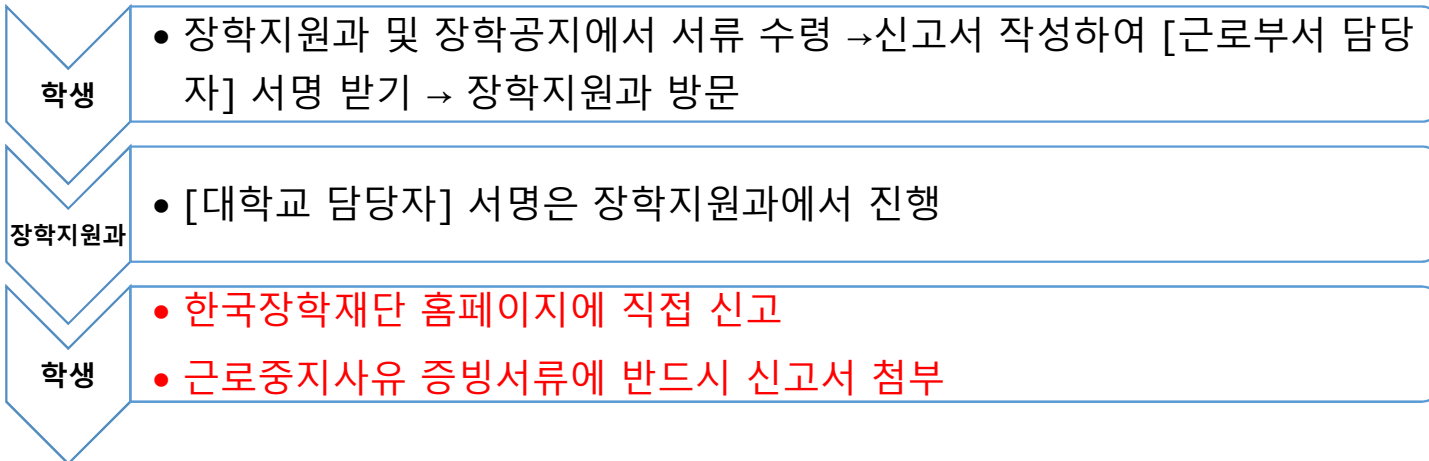 학생
• 장학지원과 및 장학공지에서 서류 수령 →신고서 작성하여 [근로부서 담당
자] 서명 받기 → 장학지원과 방문
장학지원과
• [대학교 담당자] 서명은 장학지원과에서 진행
학생
• 한국장학재단 홈페이지에 직접 신고
• 근로중지사유 증빙서류에 반드시 신고서 첨부